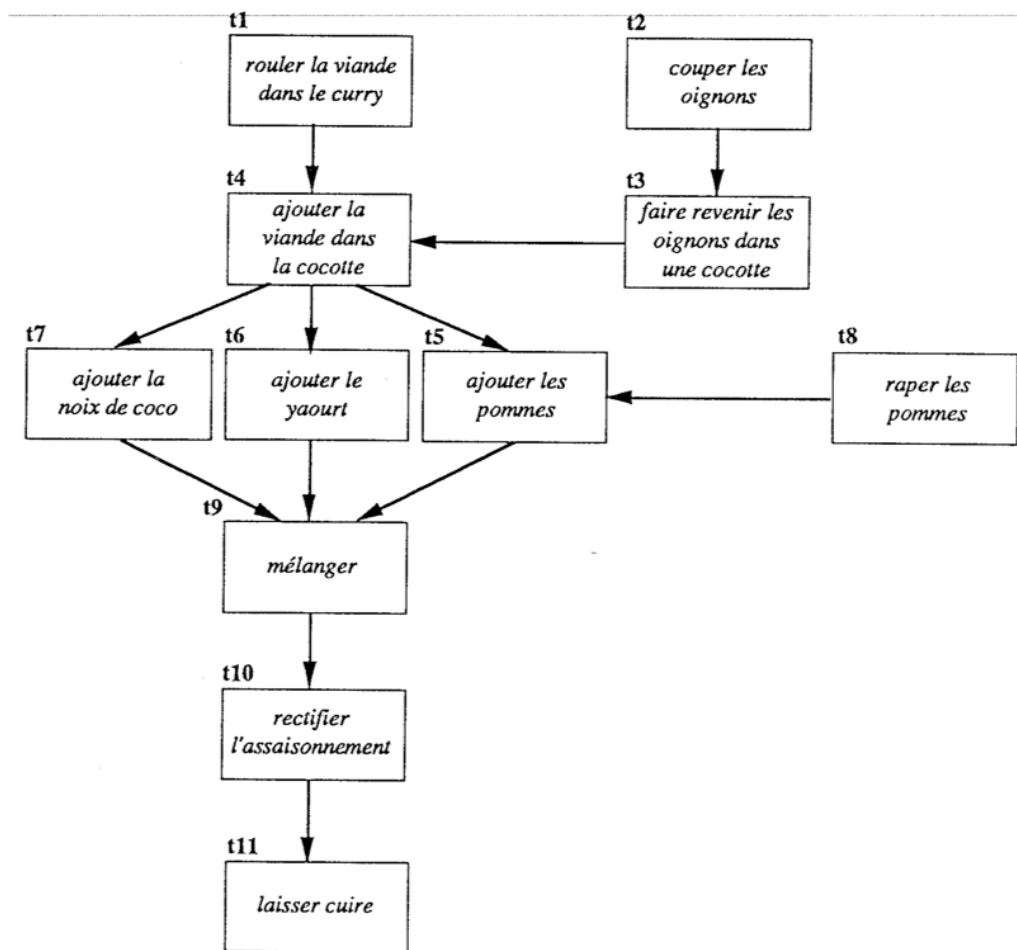 t1
rouler la viande
dans le curry
t2
couper les
oignons
t4
ajouter la
viande dans
la cocotte
t3
faire revenir les
oignons dans
une cocotte
t7
ajouter la
noix de coco
t6
ajouter le
yaourt
t5
ajouter les
pommes
t8
raper les
pommes
t9
mélanger
t10
rectifier
l'assaisonnement
t11
laisser cuire